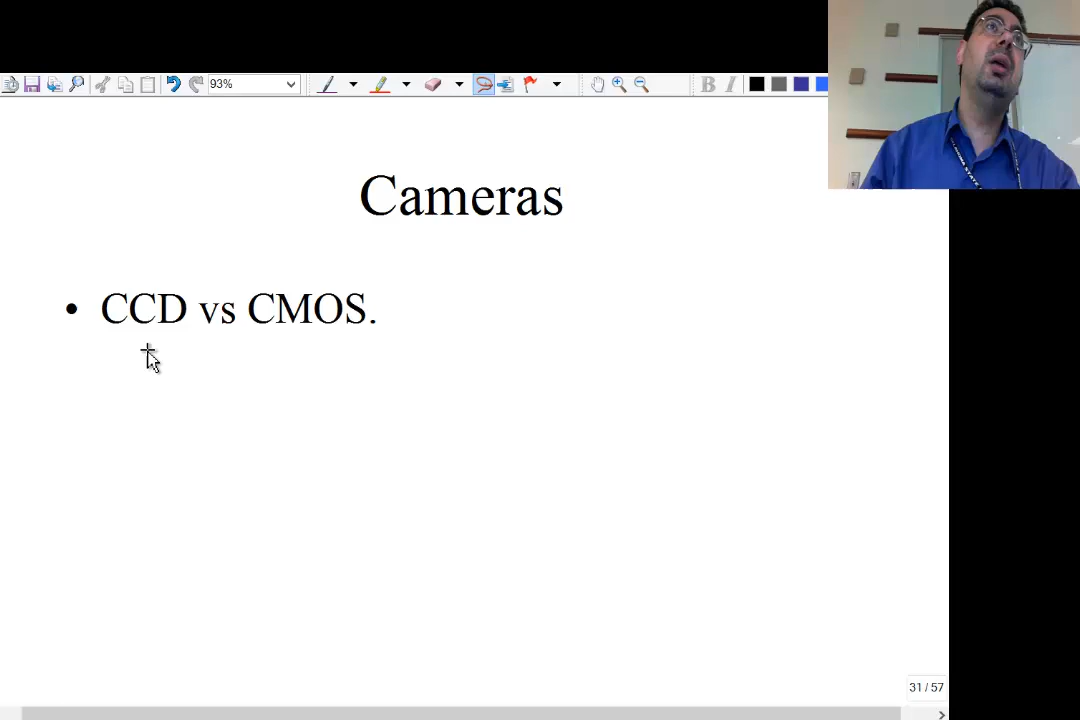 93%
B I
Cameras
• CCD vs CMOS.
31 / 57